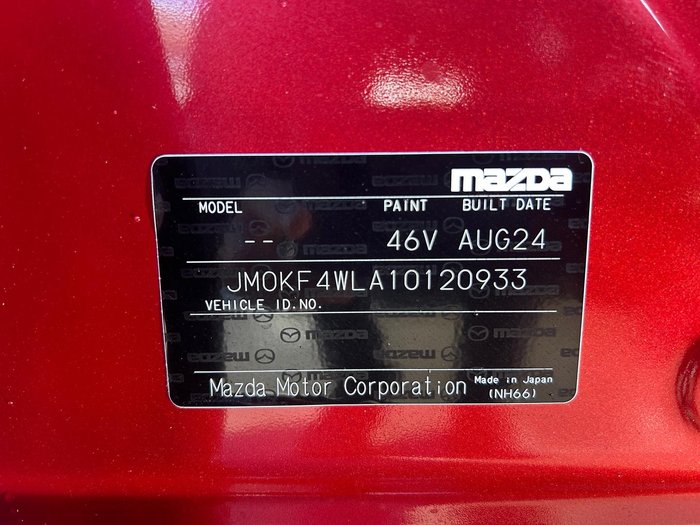 mazda
MODEL PAINT BUILT DATE
-- 46V AUG24
JM0KF4WLA10120933
VEHICLE ID.NO.
Mazda Motor Corporation Made in Japan
(NH66)